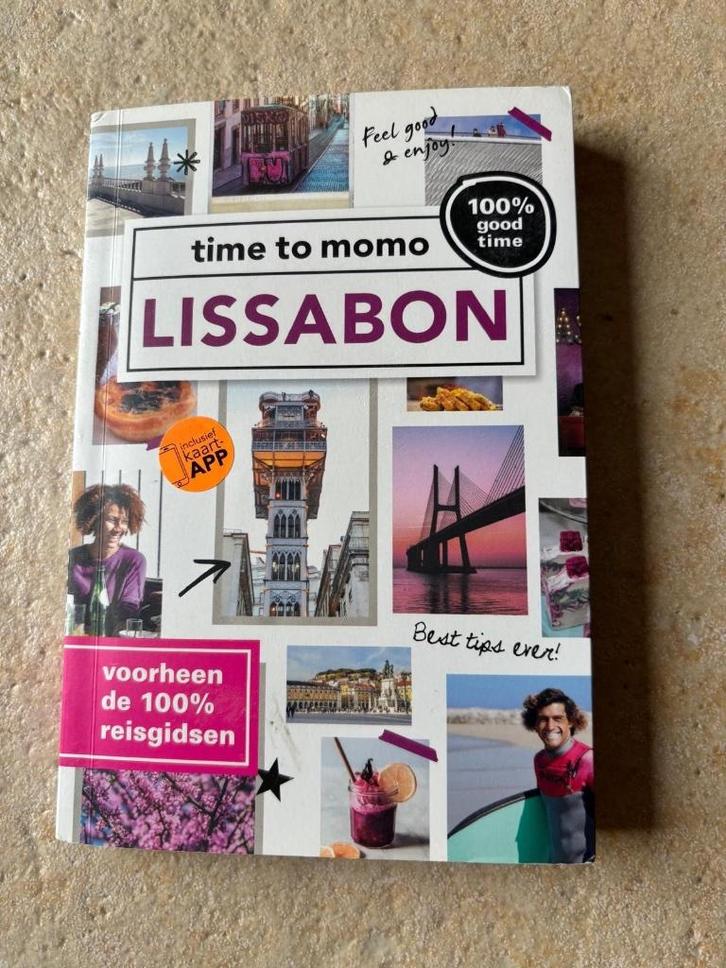 Feel good
& enjoy!
100%
good
time
time to momo
LISSABON
inclusief
kaart-
APP
Best tips ever!
voorheen
de 100%
reisgidsen